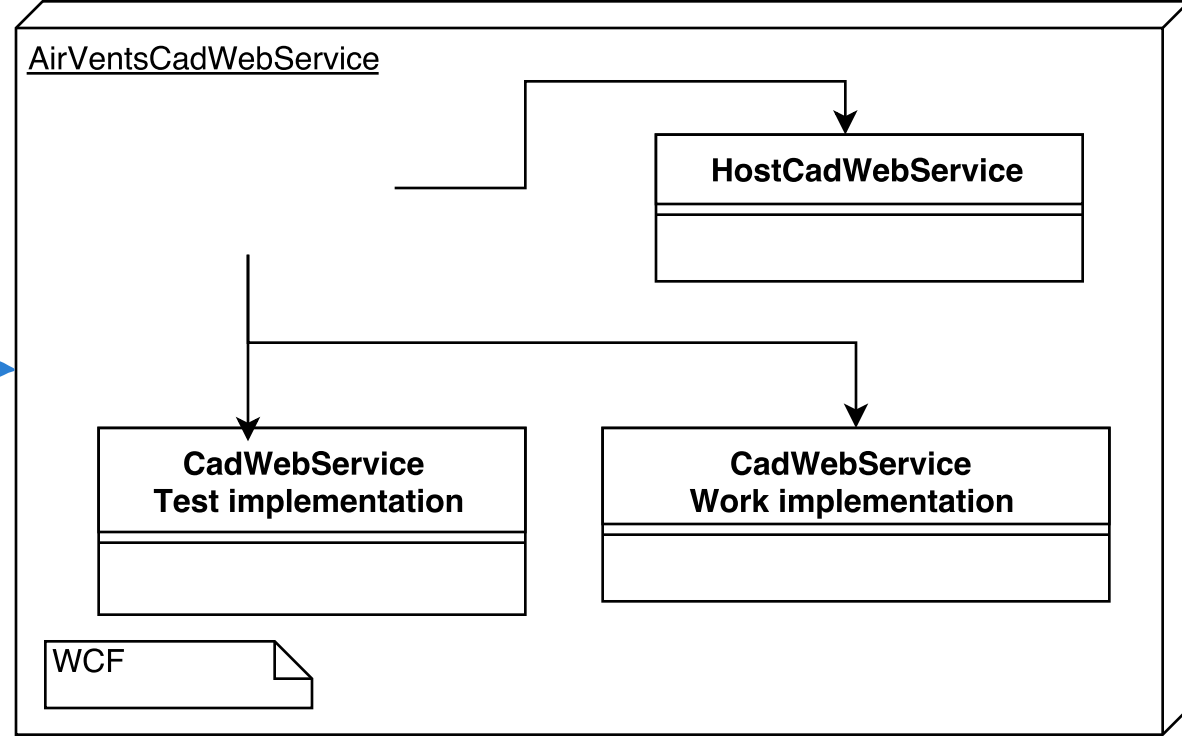 AirVentsCadWebService
HostCadWebService
CadWebService
Test implementation
CadWebService
Work implementation
WCF